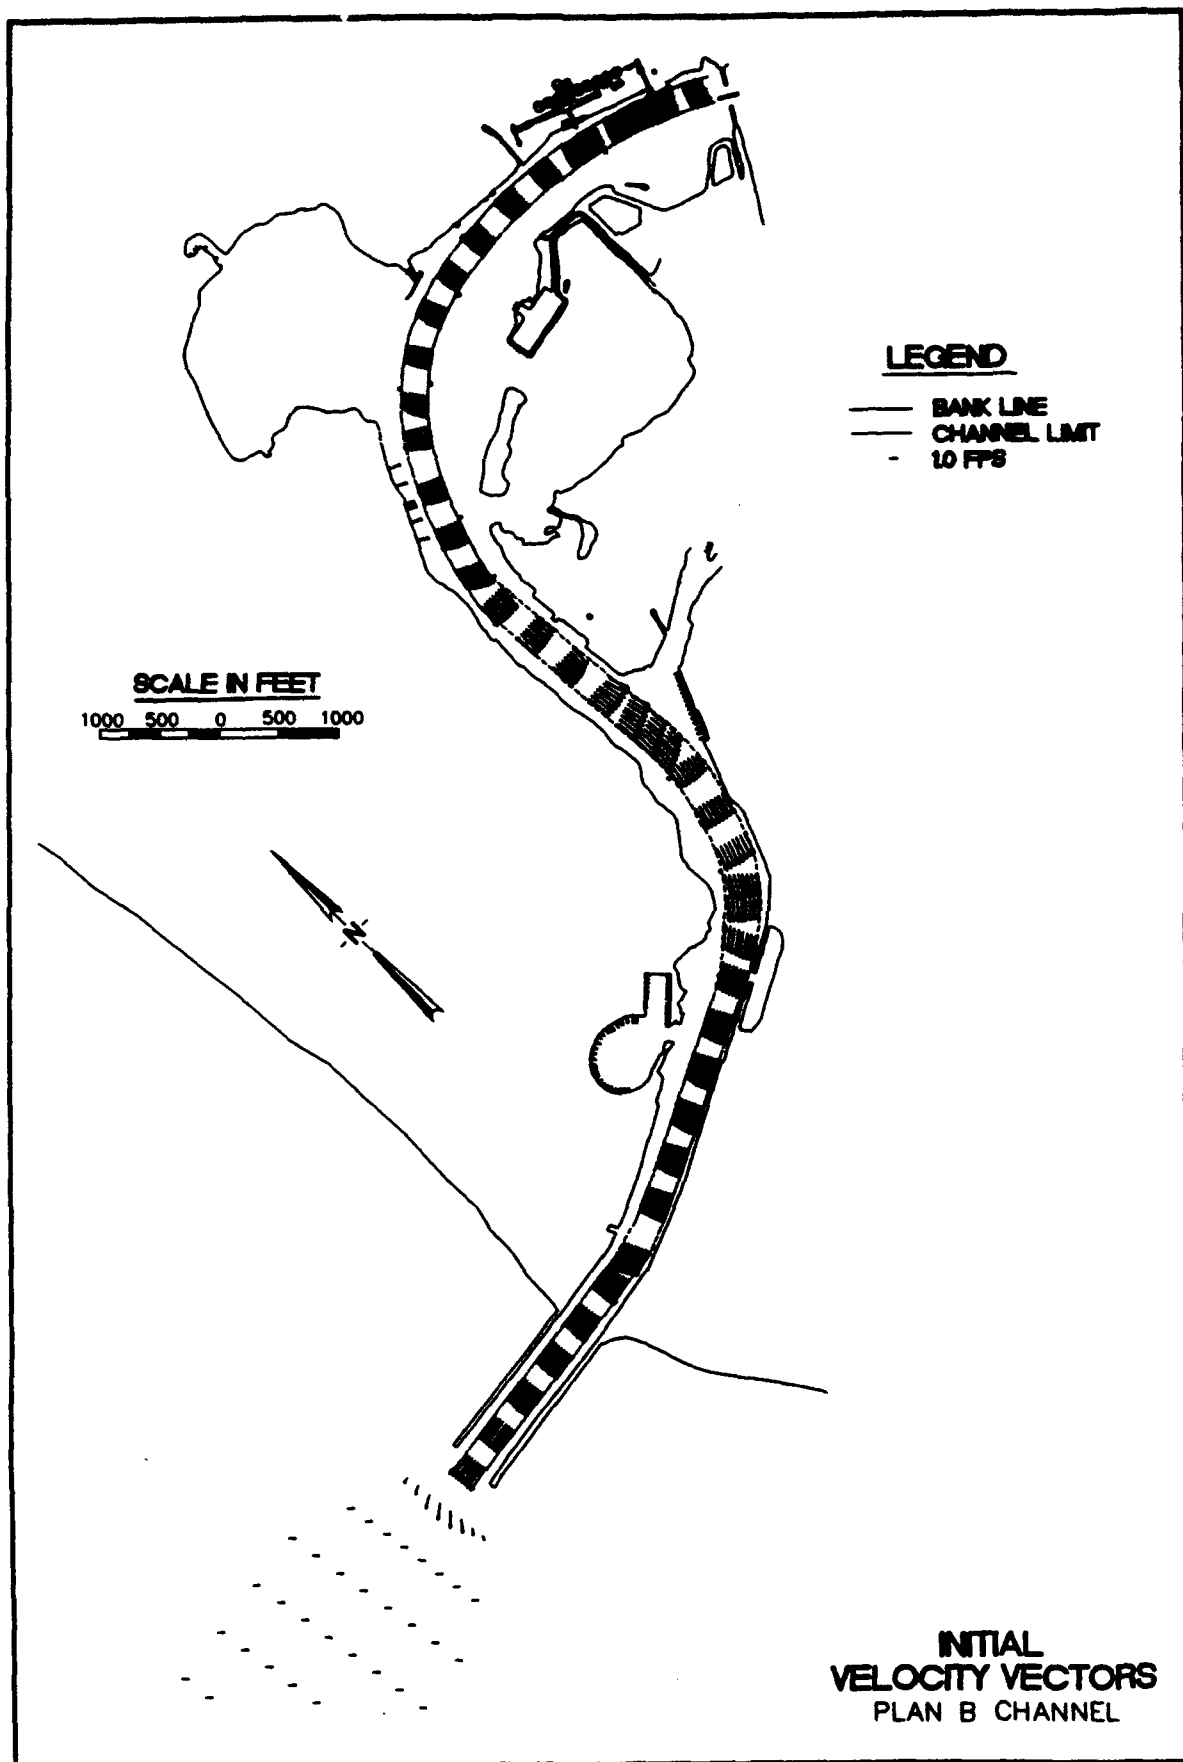 LEGEND
BANK LINE
CHANNEL LIMIT
1.0 FPS
SCALE IN FEET
1000 500 0 500 1000
N
INITIAL
VELOCITY VECTORS
PLAN B CHANNEL